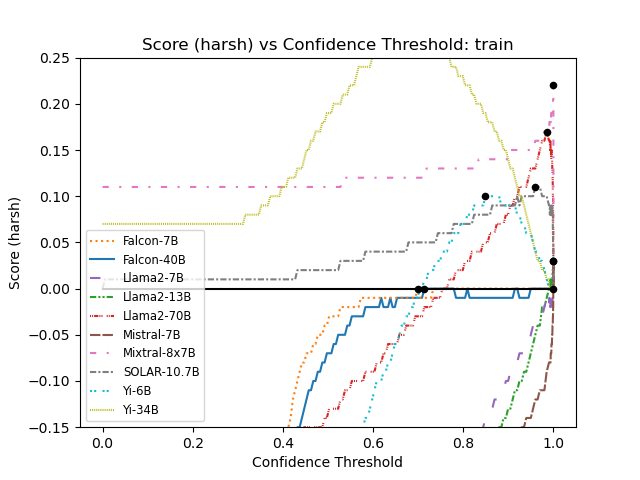 Score (harsh) vs Confidence Threshold: train
0.25
0.20
0.15
0.10
0.05
0.00
−0.05
−0.10
−0.15
Score (harsh)
Falcon-7B
Falcon-40B
Llama2-7B
Llama2-13B
Llama2-70B
Mistral-7B
Mixtral-8x7B
SOLAR-10.7B
Yi-6B
Yi-34B
0.0 0.2 0.4 0.6 0.8 1.0
Confidence Threshold